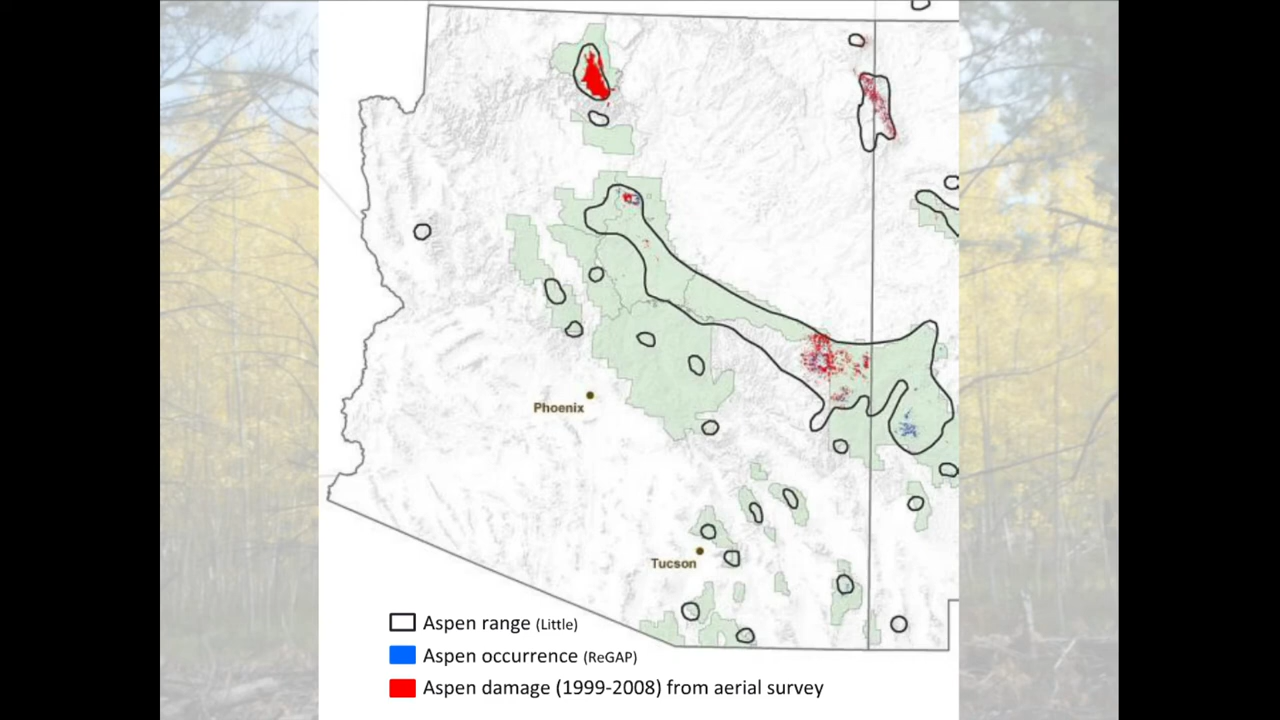 Phoenix
Tucson
Aspen range (Little)
Aspen occurrence (ReGAP)
Aspen damage (1999-2008) from aerial survey